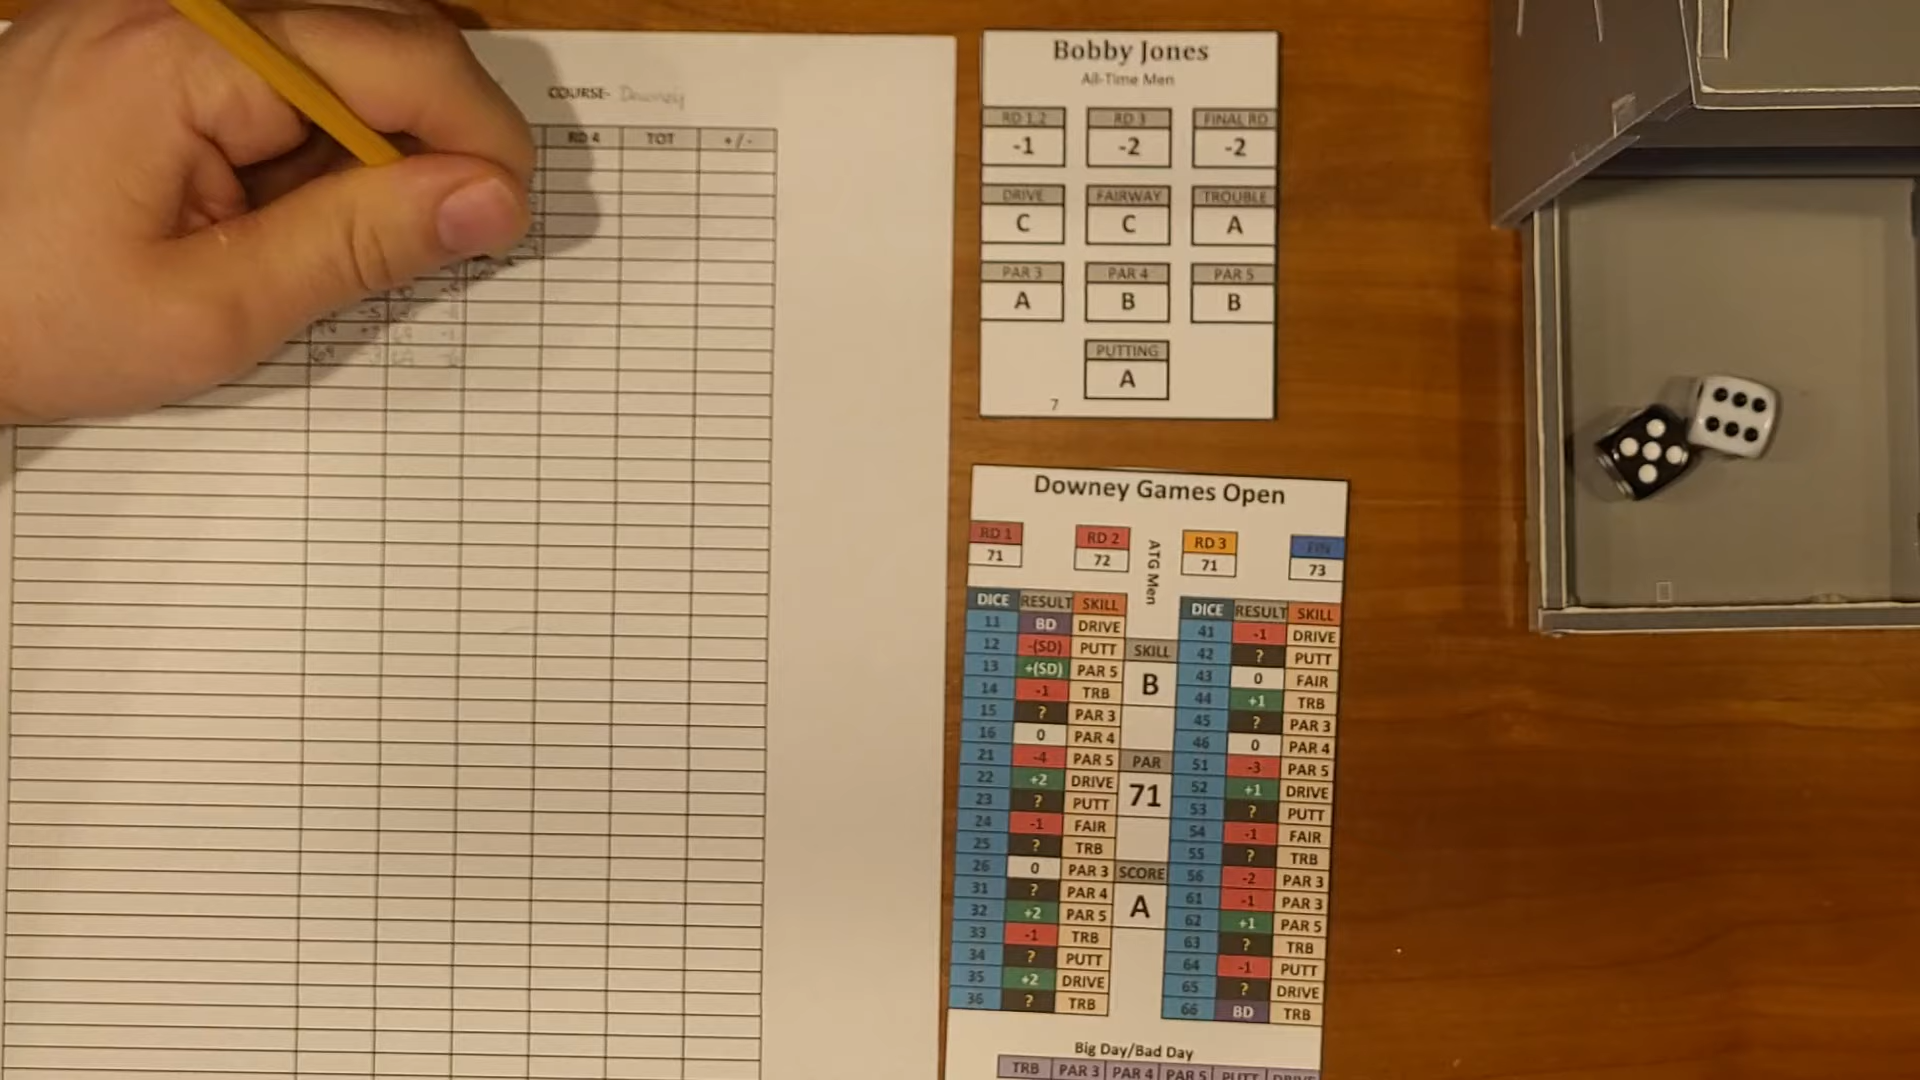 COURSE- Downey
RD 4 TOT +/-
Bobby Jones
All-Time Men
RD 1,2 RD 3 FINAL RD
-1 -2 -2
DRIVE FAIRWAY TROUBLE
C C A
PAR 3 PAR 4 PAR 5
A B B
PUTTING
A
7
Downey Games Open
RD 1 RD 2 RD 3 FIN
71 72 71 73
ATG Men
DICE RESULT SKILL
11 BD DRIVE
12 -(SD) PUTT
13 +(SD) PAR 5
14 -1 TRB
15 ? PAR 3
16 0 PAR 4
21 -4 PAR 5
22 +2 DRIVE
23 ? PUTT
24 -1 FAIR
25 ? TRB
26 0 PAR 3
31 ? PAR 4
32 +2 PAR 5
33 -1 TRB
34 ? PUTT
35 +2 DRIVE
36 ? TRB
SKILL
B
PAR
71
SCORE
A
DICE RESULT SKILL
41 -1 DRIVE
42 ? PUTT
43 0 FAIR
44 +1 TRB
45 ? PAR 3
46 0 PAR 4
51 -3 PAR 5
52 +1 DRIVE
53 ? PUTT
54 -1 FAIR
55 ? TRB
56 -2 PAR 3
61 -1 PAR 3
62 +1 PAR 5
63 ? TRB
64 -1 PUTT
65 ? DRIVE
66 BD TRB
Big Day/Bad Day
TRB PAR 3 PAR 4 PAR 5 PUTT DRIVE